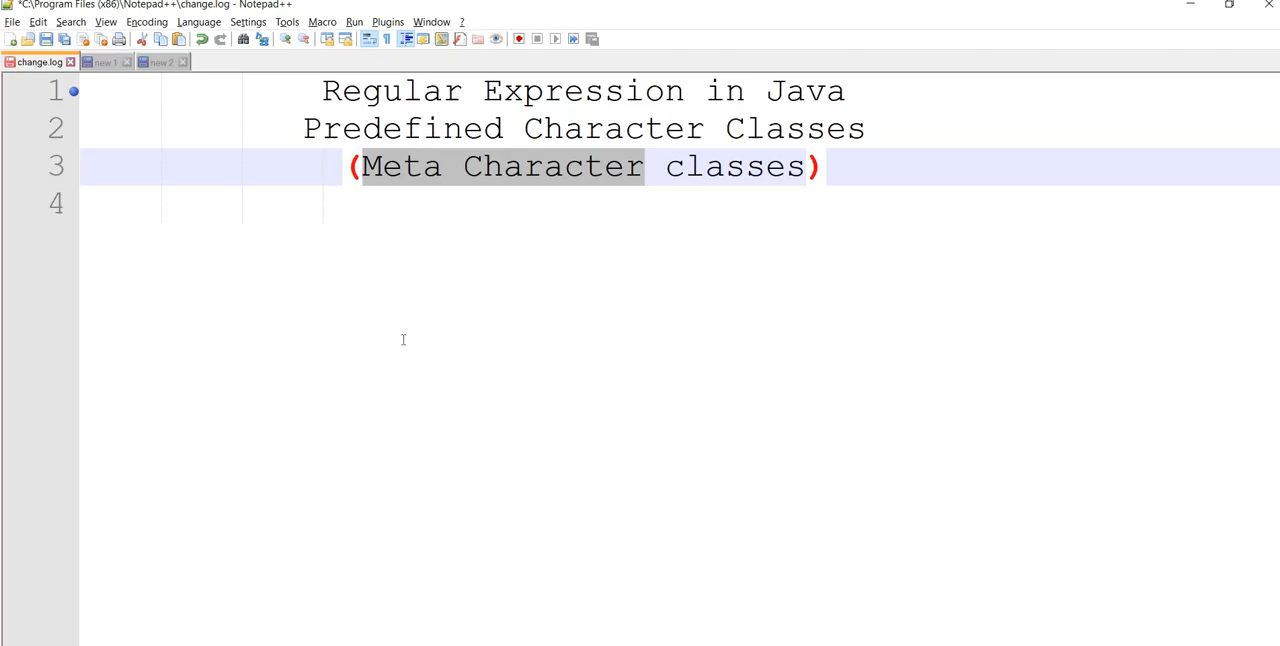 *C:\Program Files (x86)\Notepad++\change.log - Notepad++
File Edit Search View Encoding Language Settings Tools Macro Run Plugins Window ?
change.log new 1 new 2
1 Regular Expression in Java
2 Predefined Character Classes
3 (Meta Character classes)
4